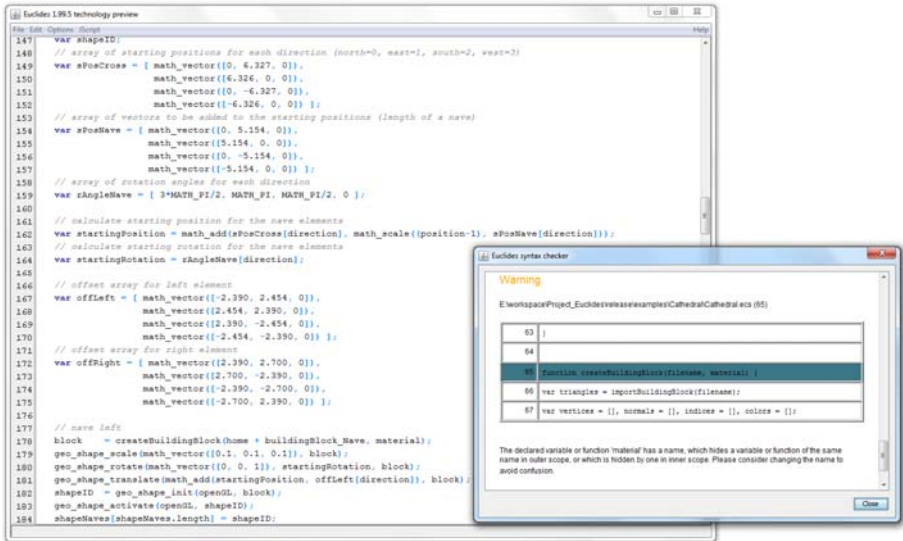 Euclides 1.99.5 technology preview
File Edit Options Script Help
147 var shapeID;
148 // array of starting positions for each direction (north=0, east=1, south=2, west=3)
149 var sPosCross = [ math_vector([0, 6.327, 0]),
150 math_vector([6.326, 0, 0]),
151 math_vector([0, -6.327, 0]),
152 math_vector([-6.326, 0, 0]) ];
153 // array of vectors to be added to the starting positions (length of a nave)
154 var sPosNave = [ math_vector([0, 5.154, 0]),
155 math_vector([5.154, 0, 0]),
156 math_vector([0, -5.154, 0]),
157 math_vector([-5.154, 0, 0]) ];
158 // array of rotation angles for each direction
159 var rAngleNave = [ 3*MATH_PI/2, MATH_PI, MATH_PI/2, 0 ];
160
161 // calculate starting position for the nave elements
162 var startingPosition = math_add(sPosCross[direction], math_scale((position-1), sPosNave[direction]));
163 // calculate starting rotation for the nave elements
164 var startingRotation = rAngleNave[direction];
165
166 // offset array for left element
167 var offLeft = [ math_vector([-2.390, 2.454, 0]),
168 math_vector([2.454, 2.390, 0]),
169 math_vector([2.390, -2.454, 0]),
170 math_vector([-2.454, -2.390, 0]) ];
171 // offset array for right element
172 var offRight = [ math_vector([2.390, 2.700, 0]),
173 math_vector([2.700, -2.390, 0]),
174 math_vector([-2.390, -2.700, 0]),
175 math_vector([-2.700, 2.390, 0]) ];
176
177 // nave left
178 block = createBuildingBlock(home + buildingBlock_Nave, material);
179 geo_shape_scale(math_vector([0.1, 0.1, 0.1]), block);
180 geo_shape_rotate(math_vector([0, 0, 1]), startingRotation, block);
181 geo_shape_translate(math_add(startingPosition, offLeft[direction]), block);
182 shapeID = geo_shape_init(openGL, block);
183 geo_shape_activate(openGL, shapeID);
184 shapeNaves[shapeNaves.length] = shapeID;
Euclides syntax checker
Warning
E:\workspace\Project_Euclides\release\examples\Cathedral\Cathedral.ecs (65)
63 }
64
65 function createBuildingBlock(filename, material) {
66 var triangles = importBuildingBlock(filename);
67 var vertices = [], normals = [], indices = [], colors = [];
The declared variable or function 'material' has a name, which hides a variable or function of the same
name in outer scope, or which is hidden by one in inner scope. Please consider changing the name to
avoid confusion.
Close